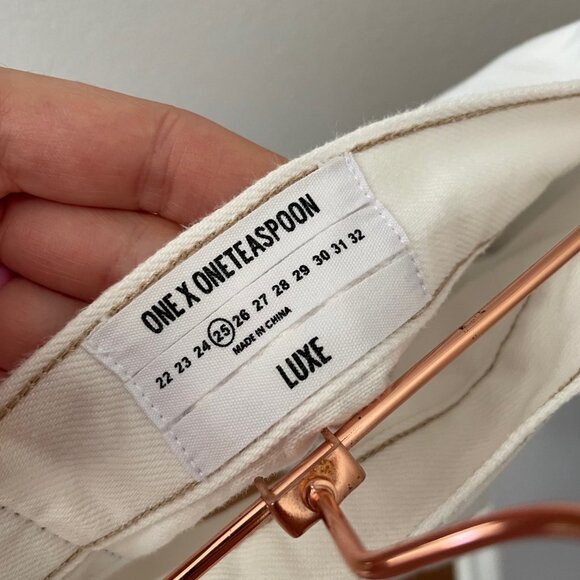 ONE X ONETEASPOON
22 23 24 25 26 27 28 29 30 31 32
MADE IN CHINA
LUXE